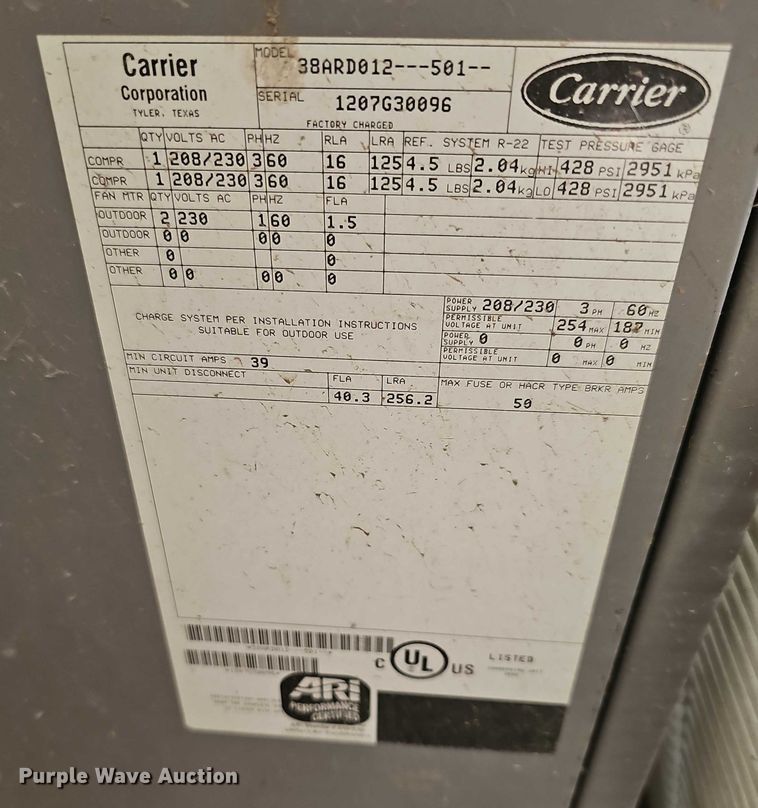 Carrier
Corporation
TYLER, TEXAS
MODEL 38ARD012---501--
SERIAL 1207G30096
FACTORY CHARGED
Carrier
®
QTY VOLTS AC PH HZ RLA LRA REF. SYSTEM R-22 TEST PRESSURE GAGE
COMPR 1 208/230 3 60 16 125 4.5 LBS 2.04 kg HI 428 PSI 2951 kPa
COMPR 1 208/230 3 60 16 125 4.5 LBS 2.04 kg LO 428 PSI 2951 kPa
FAN MTR QTY VOLTS AC PH HZ FLA
OUTDOOR 2 230 1 60 1.5
OUTDOOR 0 0 0 0 0
OTHER 0 0
OTHER 0 0 0 0 0
CHARGE SYSTEM PER INSTALLATION INSTRUCTIONS
SUITABLE FOR OUTDOOR USE
POWER SUPPLY 208/230 3 PH 60 HZ
PERMISSIBLE VOLTAGE AT UNIT 254 MAX 187 MIN
POWER SUPPLY 0 0 PH 0 HZ
PERMISSIBLE VOLTAGE AT UNIT 0 MAX 0 MIN
MIN CIRCUIT AMPS 39
MIN UNIT DISCONNECT FLA LRA MAX FUSE OR HACR TYPE BRKR AMPS
40.3 256.2 50
C UL US LISTED
ARI
PERFORMANCE
CERTIFIED
Purple Wave Auction